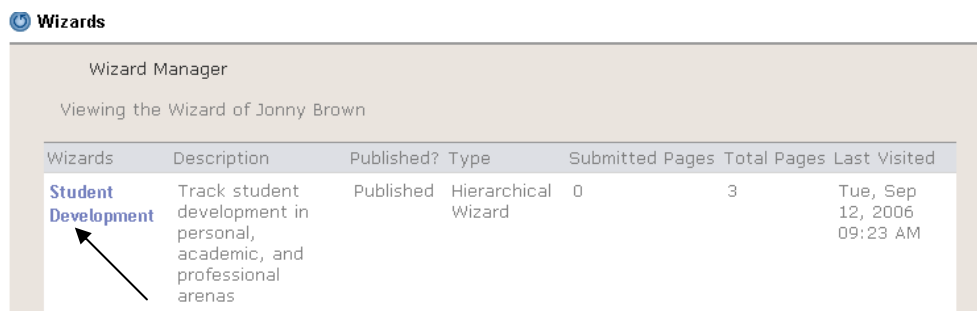 Wizards
Wizard Manager
Viewing the Wizard of Jonny Brown
Wizards Description Published? Type Submitted Pages Total Pages Last Visited
Student Track student Published Hierarchical 0 3 Tue, Sep
Development development in Wizard 12, 2006
personal, 09:23 AM
academic, and
professional
arenas